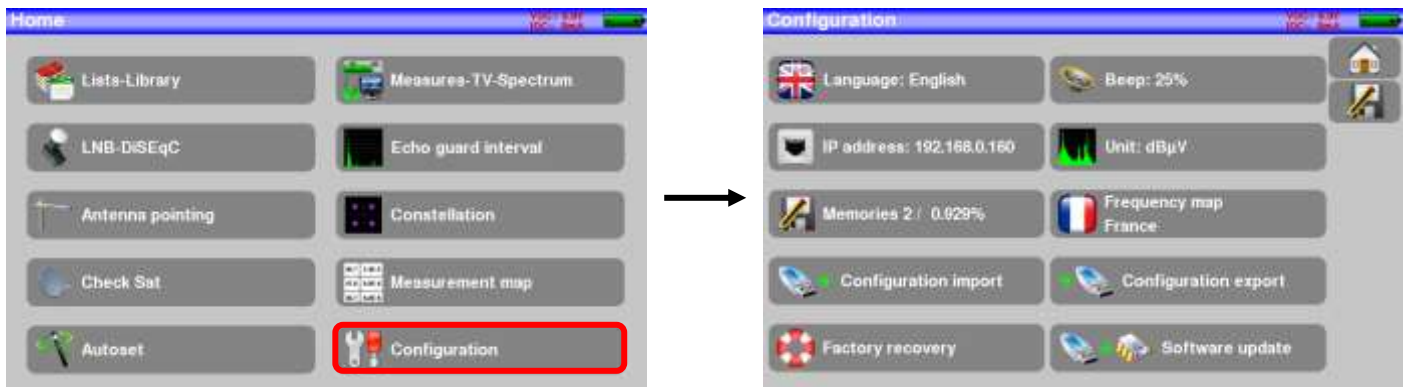 Home
Lists-Library
Measures-TV-Spectrum
LNB-DiSEqC
Echo guard interval
Antenna pointing
Constellation
Check Sat
Measurement map
Autoset
Configuration
Configuration
Language: English
Beep: 25%
IP address: 192.168.0.160
Unit: dBµV
Memories 2 / 0.929%
Frequency map
France
Configuration import
Configuration export
Factory recovery
Software update